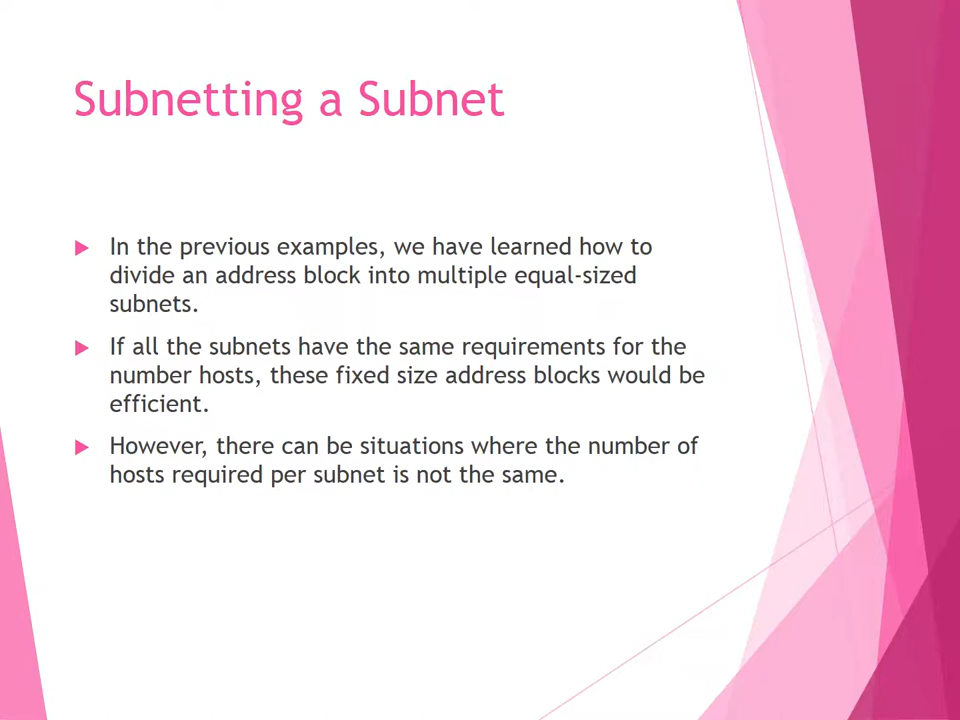 Subnetting a Subnet
In the previous examples, we have learned how to
divide an address block into multiple equal-sized
subnets.
If all the subnets have the same requirements for the
number hosts, these fixed size address blocks would be
efficient.
However, there can be situations where the number of
hosts required per subnet is not the same.